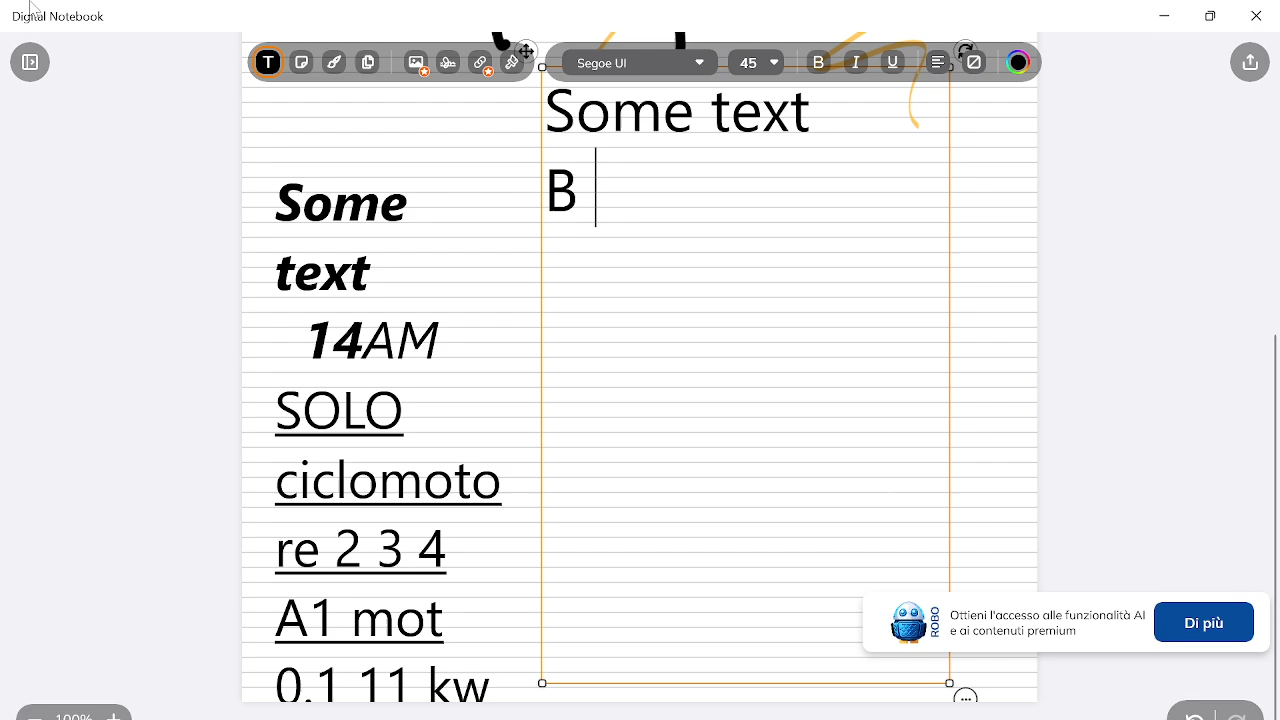 Digital Notebook
Segoe UI
45
B
I
U
Some text
B
Some
text
14AM
SOLO
ciclomoto
re 2 3 4
A1 mot
0.1 11 kw
ROBO
Ottieni l'accesso alle funzionalità AI
e ai contenuti premium
Di più
100%